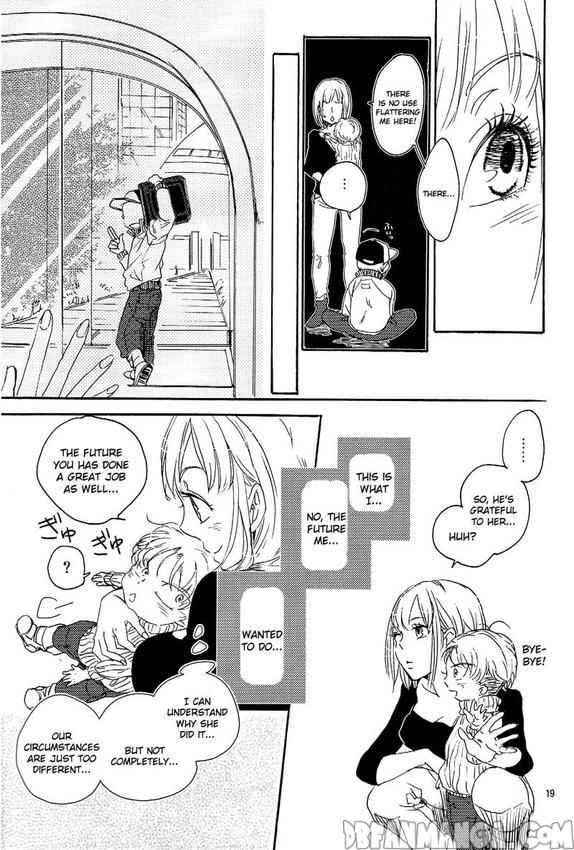 THERE...
THERE
IS NO USE
FLATTERING
ME HERE!
...
......
SO, HE'S
GRATEFUL
TO HER...
HUH?
BYE-
BYE!
THIS IS
WHAT
I...
NO, THE
FUTURE
ME...
WANTED
TO DO...
THE FUTURE
YOU HAS DONE
A GREAT JOB
AS WELL...
ぎゅ
ぎゅ
?
I CAN
UNDERSTAND
WHY SHE
DID IT...
BUT NOT
COMPLETELY...
OUR
CIRCUMSTANCES
ARE JUST TOO
DIFFERENT...
19